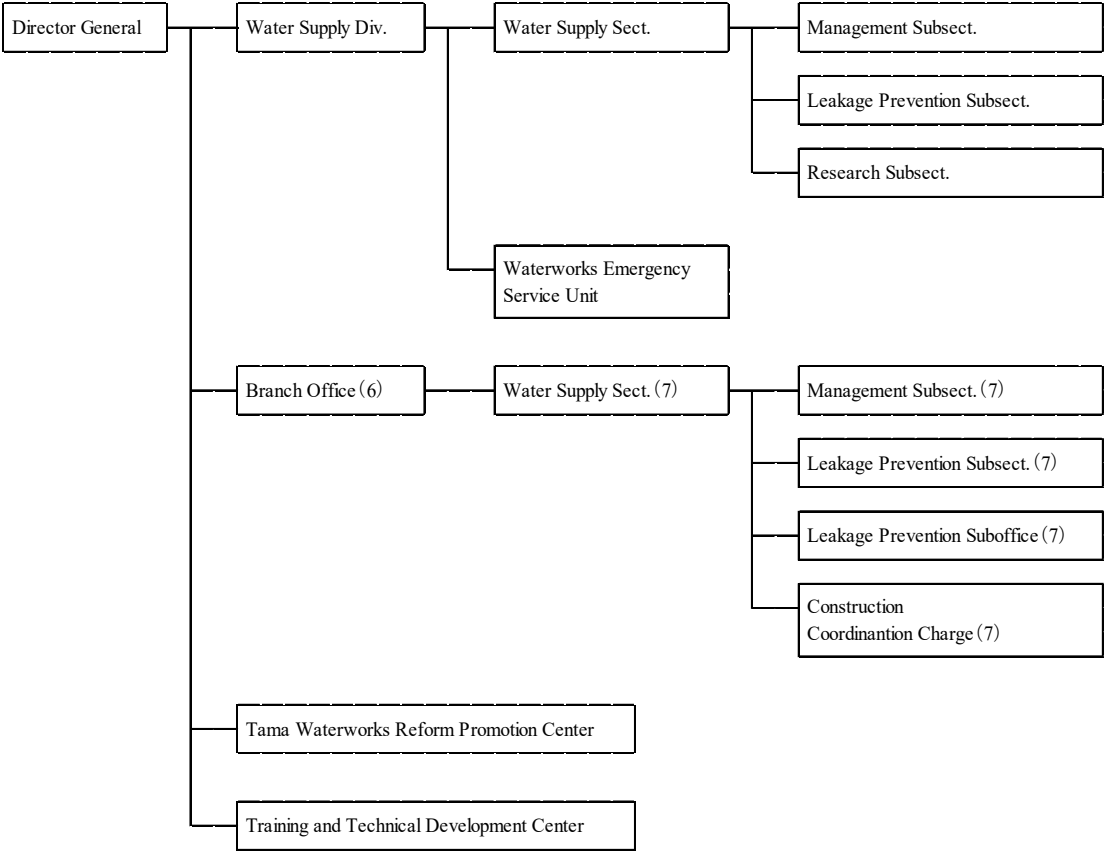 Director General
Water Supply Div.
Water Supply Sect.
Management Subsect.
Leakage Prevention Subsect.
Research Subsect.
Waterworks Emergency
Service Unit
Branch Office(6)
Water Supply Sect.(7)
Management Subsect.(7)
Leakage Prevention Subsect.(7)
Leakage Prevention Suboffice(7)
Construction
Coordinantion Charge(7)
Tama Waterworks Reform Promotion Center
Training and Technical Development Center